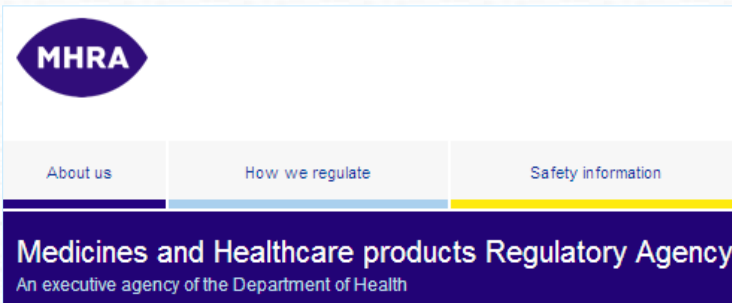 MHRA
About us How we regulate Safety information
Medicines and Healthcare products Regulatory Agency
An executive agency of the Department of Health